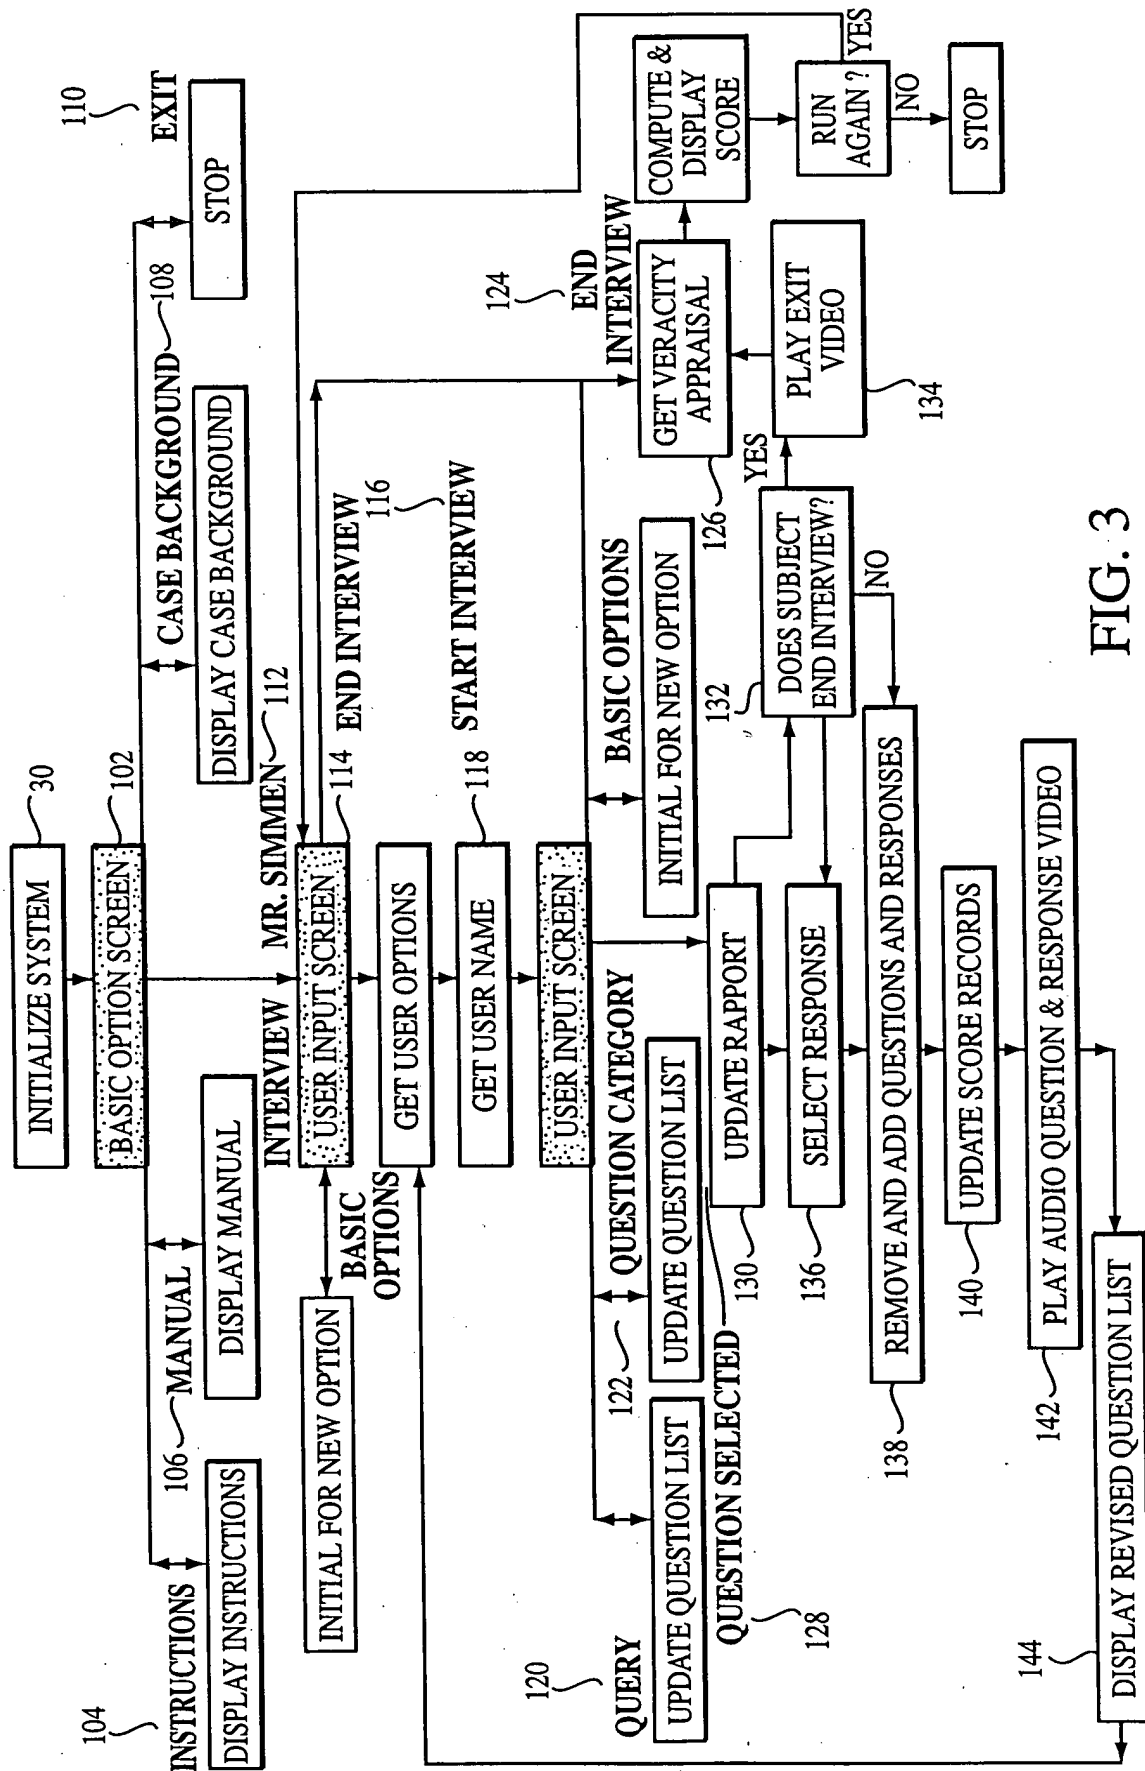 INITIALIZE SYSTEM
30
BASIC OPTION SCREEN
102
104
INSTRUCTIONS
DISPLAY INSTRUCTIONS
106
MANUAL
DISPLAY MANUAL
CASE BACKGROUND
108
DISPLAY CASE BACKGROUND
110
EXIT
STOP
INTERVIEW
MR. SIMMEN
112
USER INPUT SCREEN
114
END INTERVIEW
INITIAL FOR NEW OPTION
BASIC
OPTIONS
GET USER OPTIONS
116
START INTERVIEW
GET USER NAME
118
USER INPUT SCREEN
120
QUERY
UPDATE QUESTION LIST
122
QUESTION CATEGORY
UPDATE QUESTION LIST
BASIC OPTIONS
INITIAL FOR NEW OPTION
124
END
INTERVIEW
GET VERACITY
APPRAISAL
126
COMPUTE &
DISPLAY
SCORE
RUN
AGAIN ?
YES
NO
STOP
QUESTION SELECTED
128
UPDATE RAPPORT
130
132
DOES SUBJECT
END INTERVIEW?
YES
NO
PLAY EXIT
VIDEO
134
SELECT RESPONSE
136
REMOVE AND ADD QUESTIONS AND RESPONSES
138
UPDATE SCORE RECORDS
140
PLAY AUDIO QUESTION & RESPONSE VIDEO
142
DISPLAY REVISED QUESTION LIST
144
FIG. 3